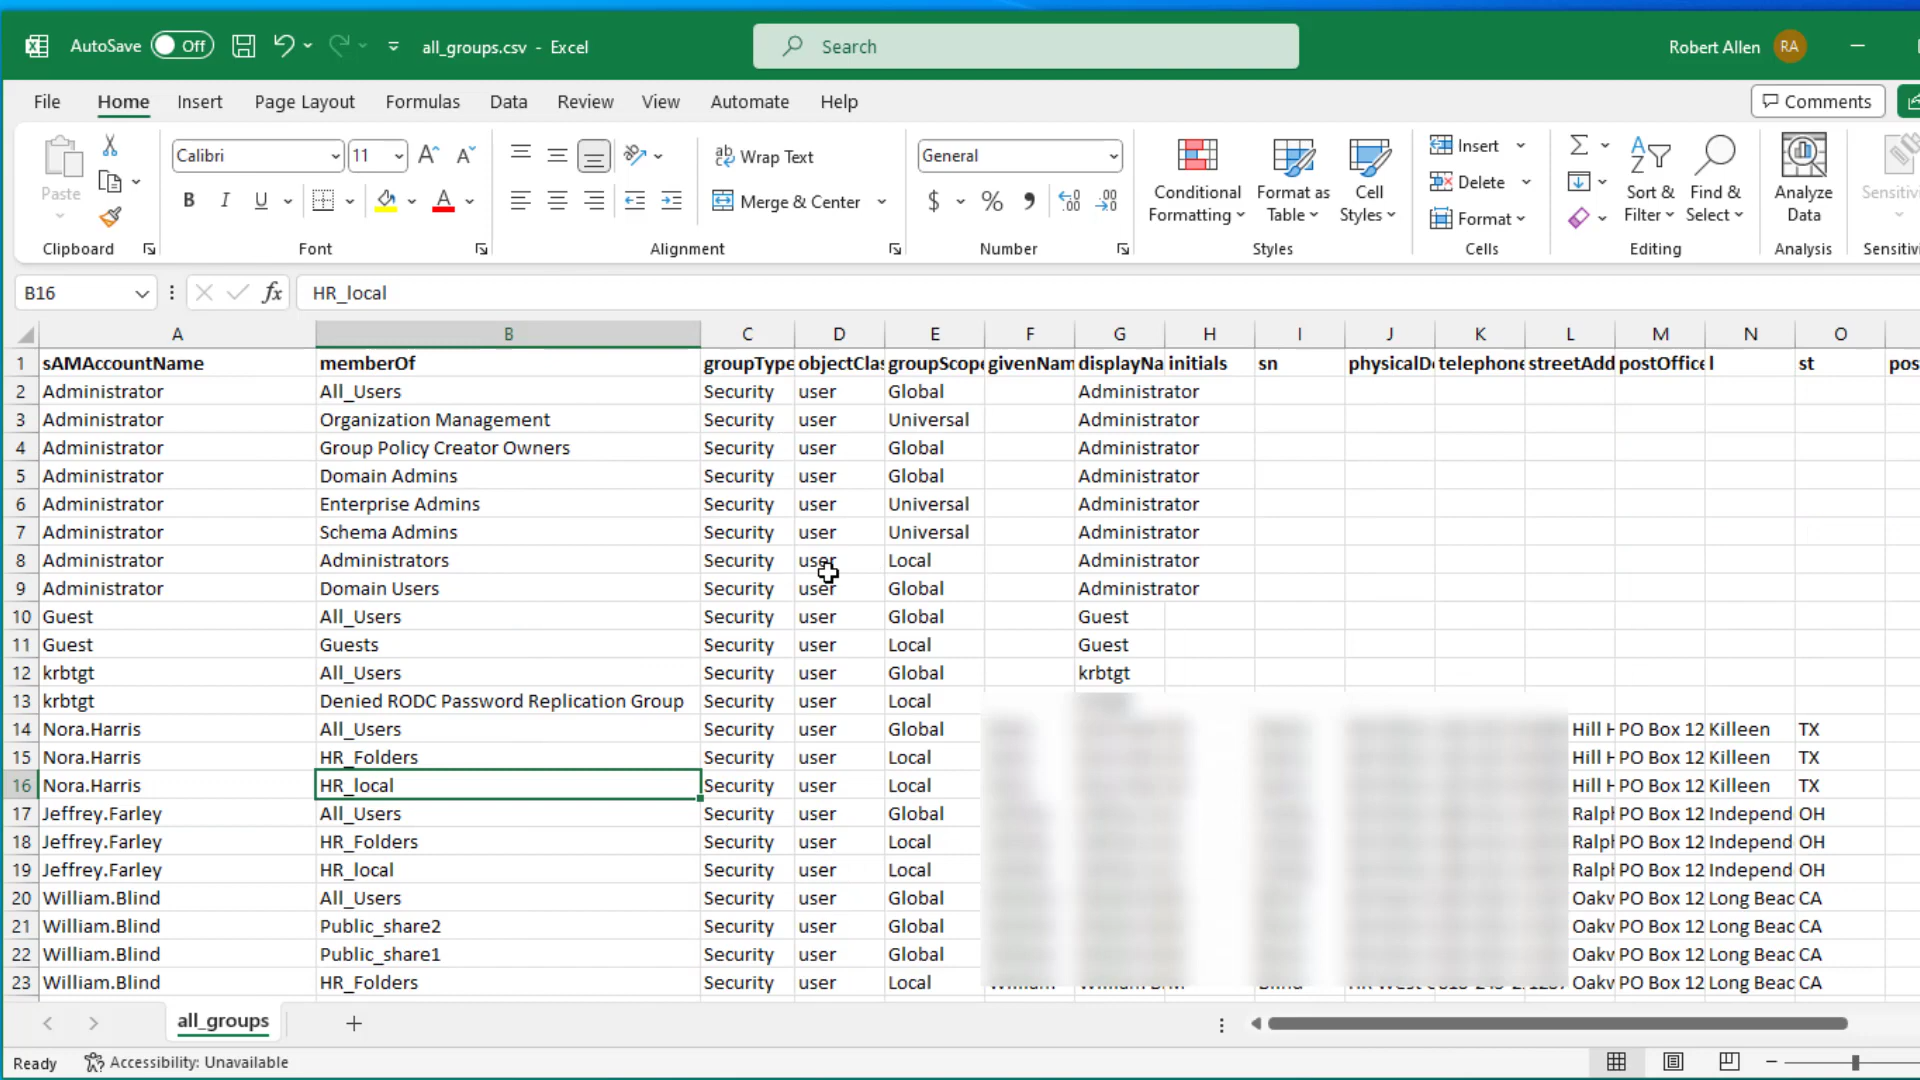 AutoSave Off all_groups.csv - Excel Search Robert Allen RA
File Home Insert Page Layout Formulas Data Review View Automate Help Comments
Paste Calibri 11 Wrap Text General Conditional Formatting Format as Table Cell Styles Insert Sort & Filter Find & Select Analyze Data
B I U Merge & Center $ % Delete
Format
Clipboard Font Alignment Number Styles Cells Editing Analysis
B16 fx HR_local
A B C D E F G H I J K L M N O
1 sAMAccountName memberOf groupType objectClas groupScope givenNam displayNa initials sn physicalD telephone streetAdd postOffice l st pos
2 Administrator All_Users Security user Global Administrator
3 Administrator Organization Management Security user Universal Administrator
4 Administrator Group Policy Creator Owners Security user Global Administrator
5 Administrator Domain Admins Security user Global Administrator
6 Administrator Enterprise Admins Security user Universal Administrator
7 Administrator Schema Admins Security user Universal Administrator
8 Administrator Administrators Security user Local Administrator
9 Administrator Domain Users Security user Global Administrator
10 Guest All_Users Security user Global Guest
11 Guest Guests Security user Local Guest
12 krbtgt All_Users Security user Global krbtgt
13 krbtgt Denied RODC Password Replication Group Security user Local
14 Nora.Harris All_Users Security user Global Hill H PO Box 12 Killeen TX
15 Nora.Harris HR_Folders Security user Local Hill H PO Box 12 Killeen TX
16 Nora.Harris HR_local Security user Local Hill H PO Box 12 Killeen TX
17 Jeffrey.Farley All_Users Security user Global Ralph PO Box 12 Independ OH
18 Jeffrey.Farley HR_Folders Security user Local Ralph PO Box 12 Independ OH
19 Jeffrey.Farley HR_local Security user Local Ralph PO Box 12 Independ OH
20 William.Blind All_Users Security user Global Oakw PO Box 12 Long Beac CA
21 William.Blind Public_share2 Security user Global Oakw PO Box 12 Long Beac CA
22 William.Blind Public_share1 Security user Global Oakw PO Box 12 Long Beac CA
23 William.Blind HR_Folders Security user Local Oakw PO Box 12 Long Beac CA
all_groups
Ready Accessibility: Unavailable